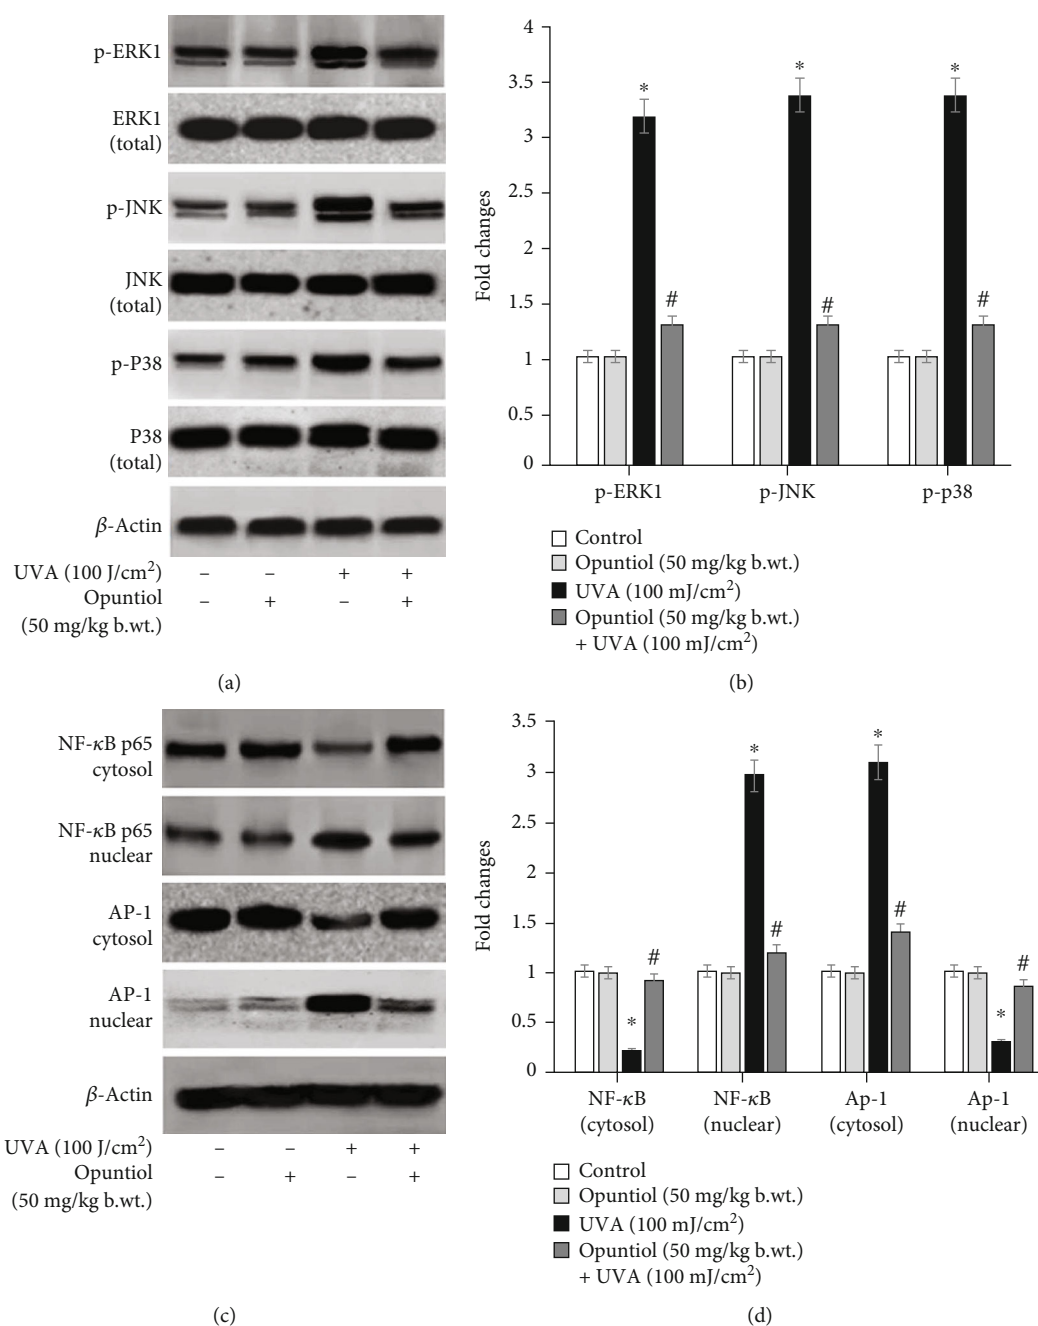 p-ERK1
ERK1
(total)
p-JNK
JNK
(total)
p-P38
P38
(total)
β-Actin
UVA (100 J/cm²) – – + +
Opuntiol – + – +
(50 mg/kg b.wt.)
(a)
4
3.5
3
2.5
2
1.5
1
0.5
0
Fold changes
* * *
# # #
p-ERK1 p-JNK p-p38
Control
Opuntiol (50 mg/kg b.wt.)
UVA (100 mJ/cm²)
Opuntiol (50 mg/kg b.wt.)
+ UVA (100 mJ/cm²)
(b)
NF-κB p65
cytosol
NF-κB p65
nuclear
AP-1
cytosol
AP-1
nuclear
β-Actin
UVA (100 J/cm²) – – + +
Opuntiol – + – +
(50 mg/kg b.wt.)
(c)
3.5
3
2.5
2
1.5
1
0.5
0
Fold changes
* # * # * # * #
NF-κB NF-κB Ap-1 Ap-1
(cytosol) (nuclear) (cytosol) (nuclear)
Control
Opuntiol (50 mg/kg b.wt.)
UVA (100 mJ/cm²)
Opuntiol (50 mg/kg b.wt.)
+ UVA (100 mJ/cm²)
(d)